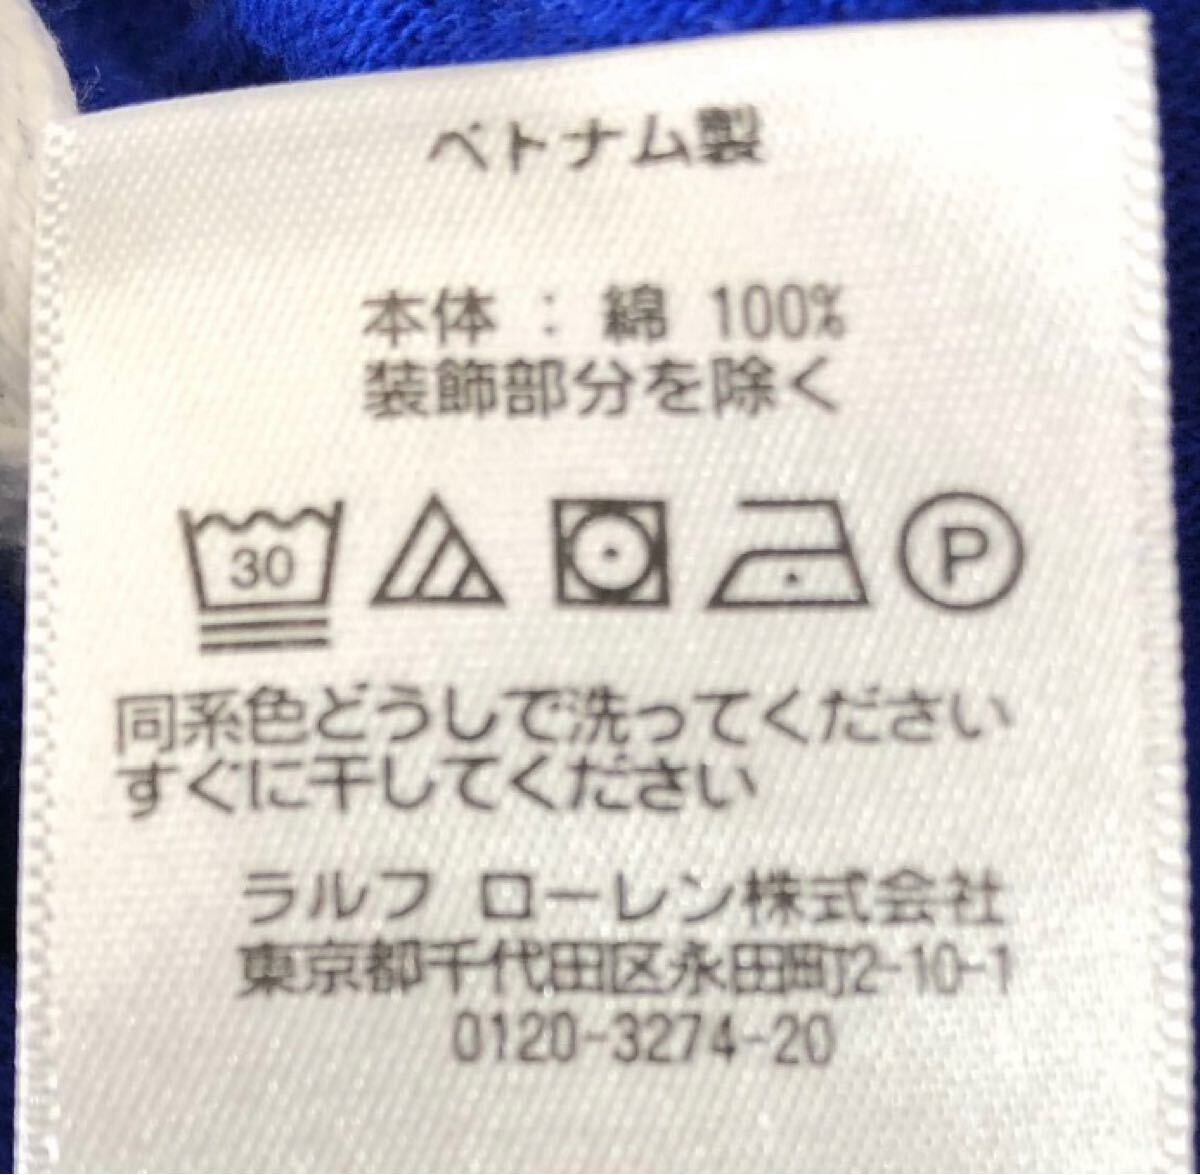 ベトナム製
本体 : 綿 100%
装飾部分を除く
30 P
同系色どうしで洗ってください
すぐに干してください
ラルフ ローレン株式会社
東京都千代田区永田町2-10-1
0120-3274-20